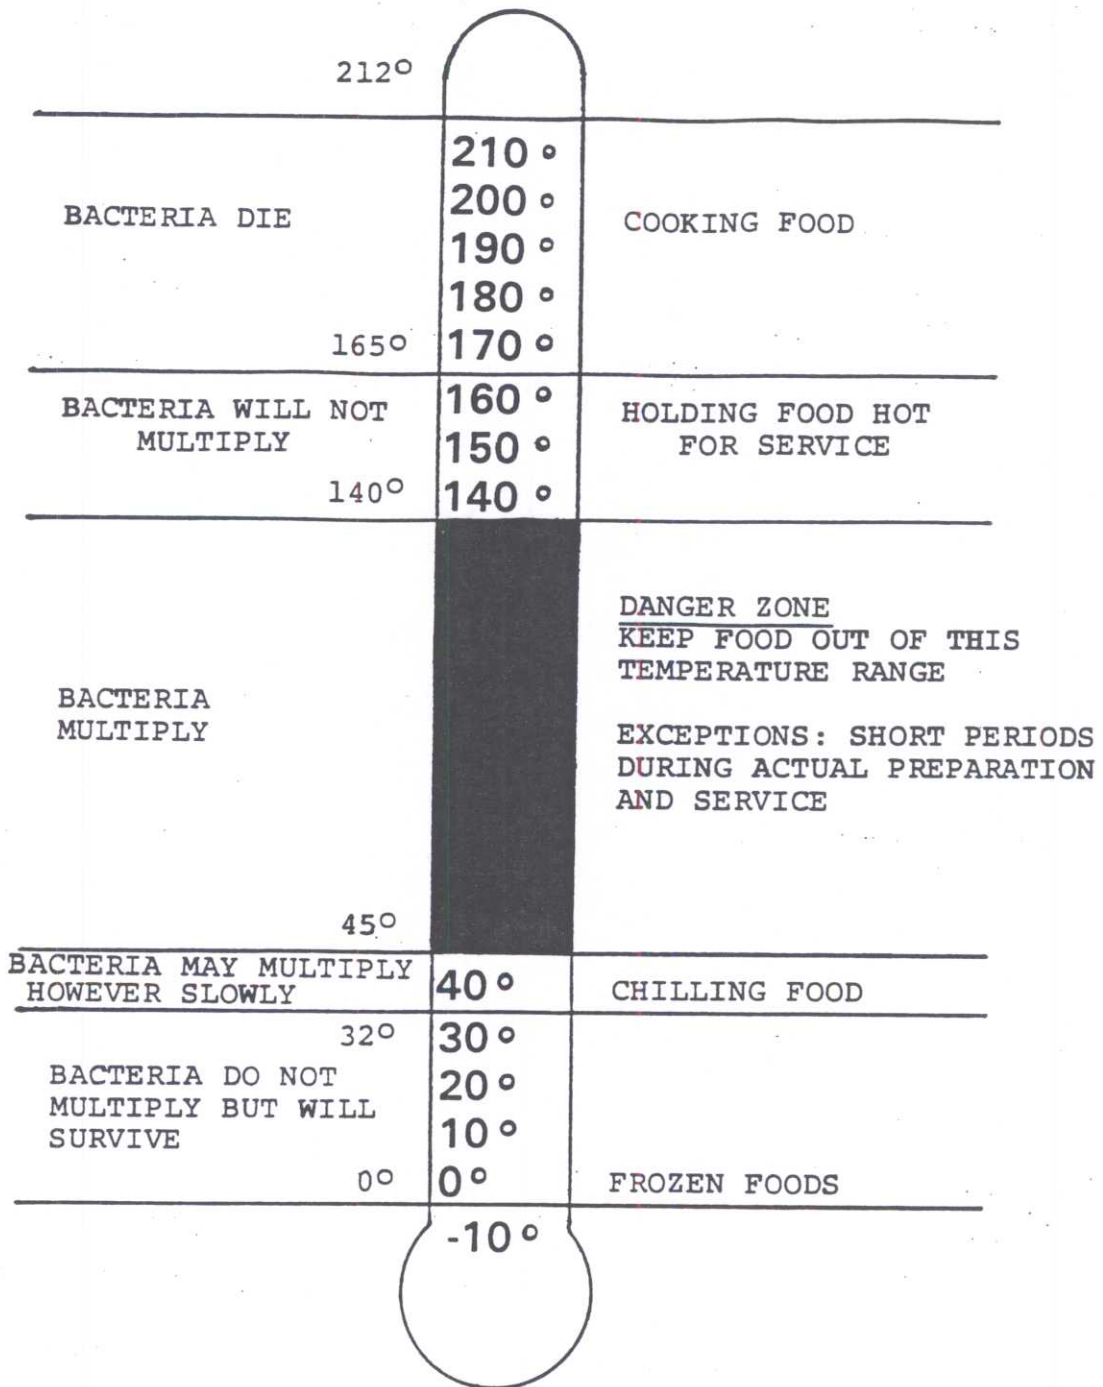 212°
210°
200°
BACTERIA DIE
COOKING FOOD
190°
180°
165°
170°
BACTERIA WILL NOT
MULTIPLY
160°
150°
HOLDING FOOD HOT
FOR SERVICE
140°
140°
DANGER ZONE
KEEP FOOD OUT OF THIS
TEMPERATURE RANGE
BACTERIA
MULTIPLY
EXCEPTIONS: SHORT PERIODS
DURING ACTUAL PREPARATION
AND SERVICE
45°
BACTERIA MAY MULTIPLY
HOWEVER SLOWLY
40°
CHILLING FOOD
32°
30°
BACTERIA DO NOT
MULTIPLY BUT WILL
SURVIVE
20°
10°
0°
0°
FROZEN FOODS
-10°